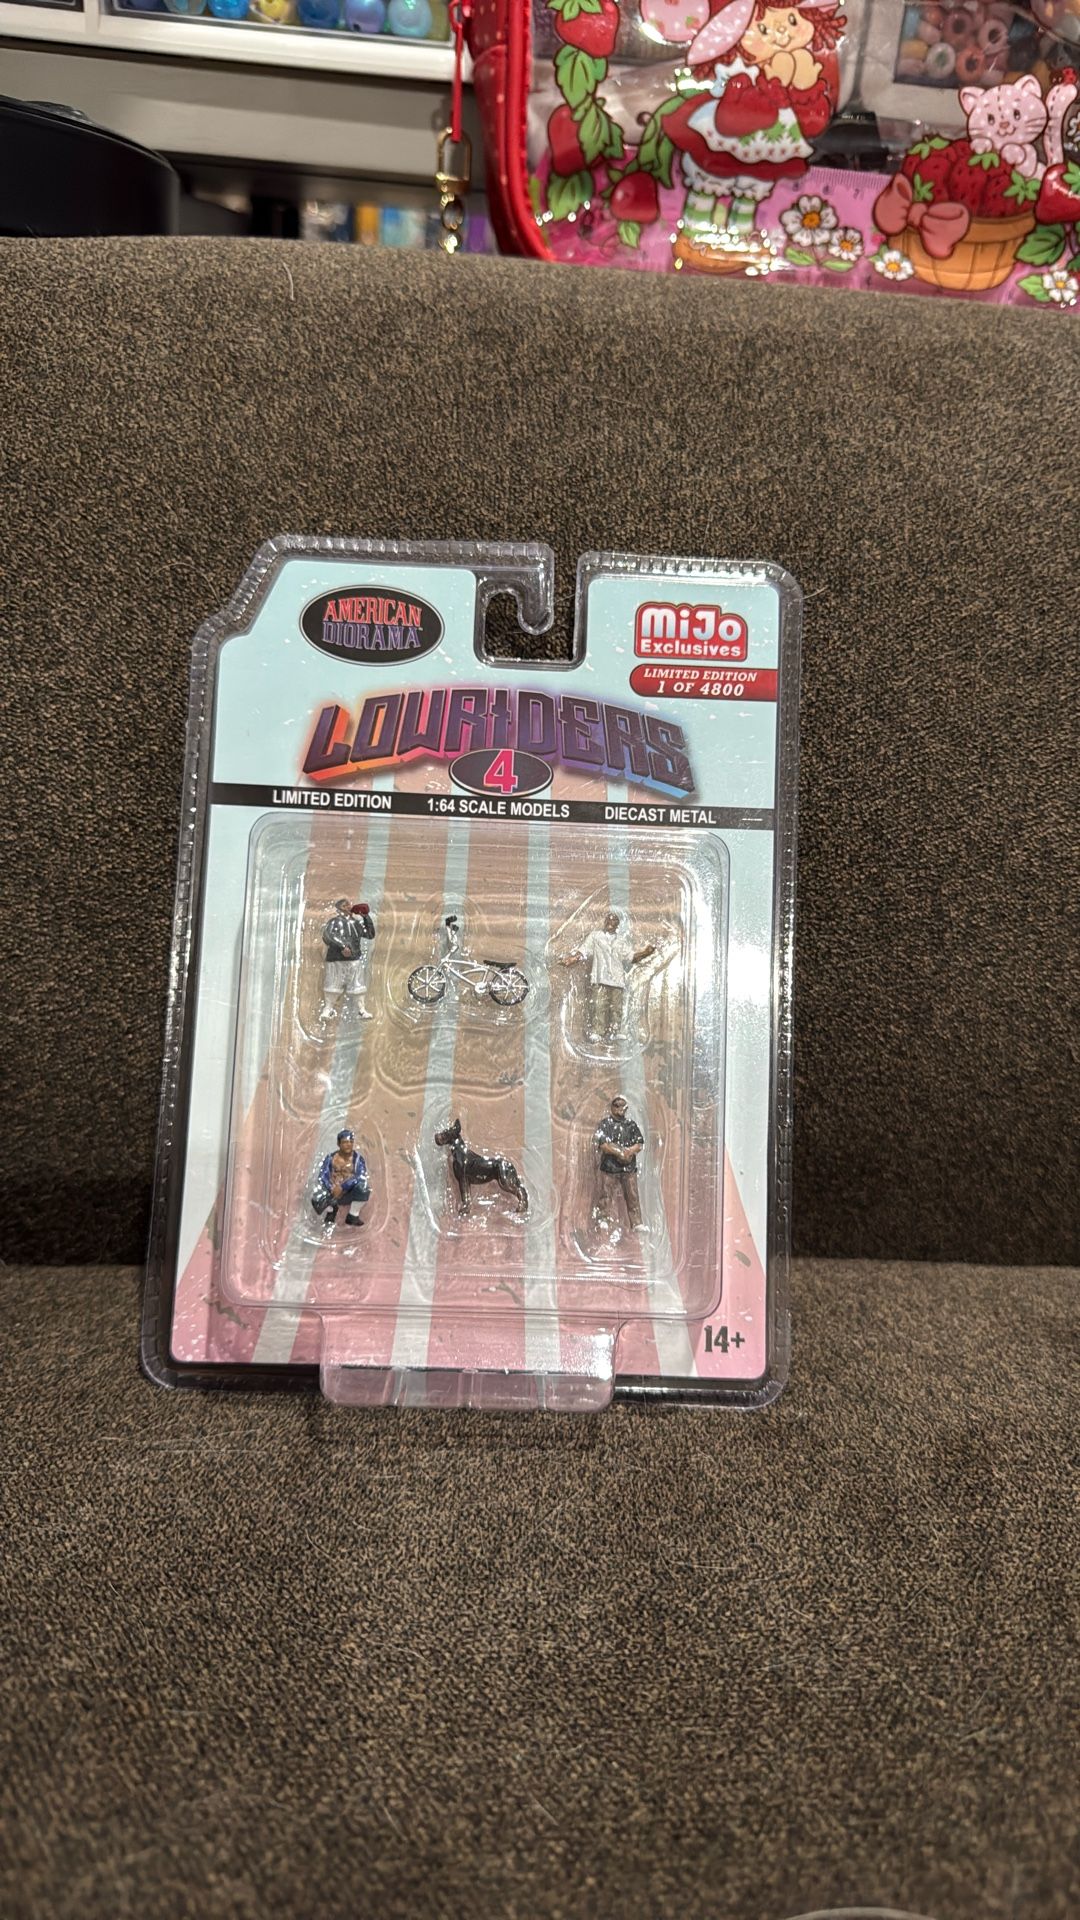 AMERICAN
DIORAMA
MiJo
Exclusives
LIMITED EDITION
1 OF 4800
LOWRIDERS
4
LIMITED EDITION 1:64 SCALE MODELS DIECAST METAL
14+